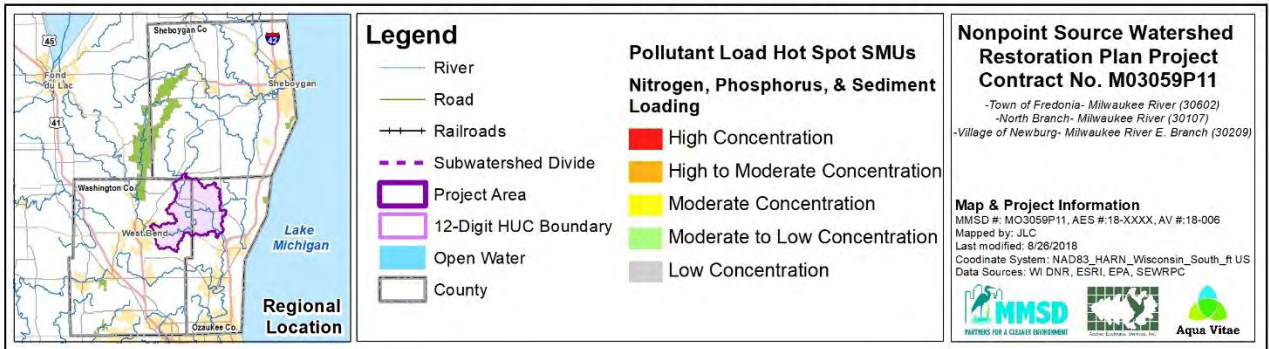 Sheboygan Co
45
42
Fond
du Lac
Sheboygan
41
Washington Co.
West Bend
Lake
Michigan
Ozaukee Co.
Regional
Location
Legend
River
Road
Railroads
Subwatershed Divide
Project Area
12-Digit HUC Boundary
Open Water
County
Pollutant Load Hot Spot SMUs
Nitrogen, Phosphorus, & Sediment
Loading
High Concentration
High to Moderate Concentration
Moderate Concentration
Moderate to Low Concentration
Low Concentration
Nonpoint Source Watershed
Restoration Plan Project
Contract No. M03059P11
-Town of Fredonia- Milwaukee River (30602)
-North Branch- Milwaukee River (30107)
-Village of Newburg- Milwaukee River E. Branch (30209)
Map & Project Information
MMSD #: MO3059P11, AES #:18-XXXX, AV #:18-006
Mapped by: JLC
Last modified: 8/26/2018
Coodinate System: NAD83_HARN_Wisconsin_South_ft US
Data Sources: WI DNR, ESRI, EPA, SEWRPC
MMSD
PARTNERS FOR A CLEANER ENVIRONMENT
Applied Ecological Services, Inc.
Aqua Vitae